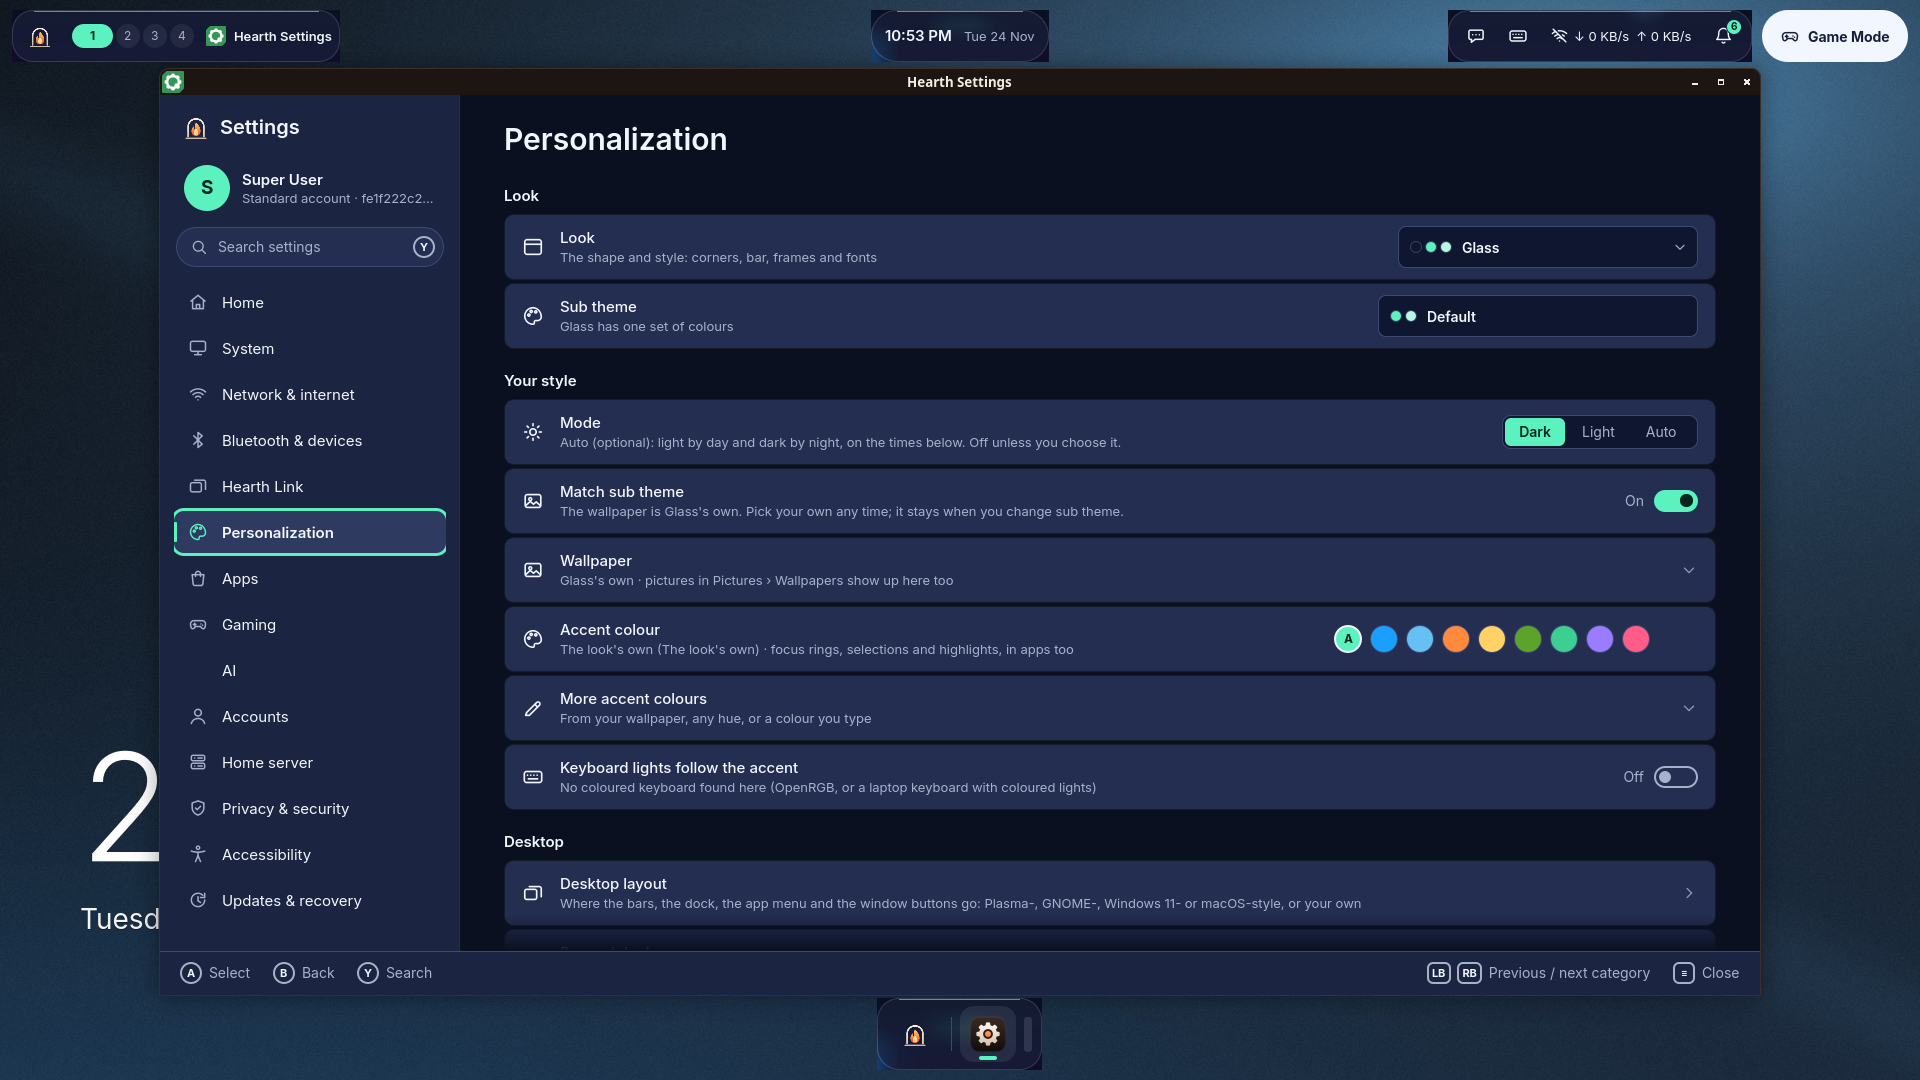 1 2 3 4 Hearth Settings
10:53 PM Tue 24 Nov
↓ 0 KB/s ↑ 0 KB/s 6
Game Mode
Hearth Settings
Settings
S
Super User
Standard account · fe1f222c2...
Search settings Y
Home
System
Network & internet
Bluetooth & devices
Hearth Link
Personalization
Apps
Gaming
AI
Accounts
Home server
Privacy & security
Accessibility
Updates & recovery
Personalization
Look
Look
The shape and style: corners, bar, frames and fonts
Glass
Sub theme
Glass has one set of colours
Default
Your style
Mode
Auto (optional): light by day and dark by night, on the times below. Off unless you choose it.
Dark Light Auto
Match sub theme
The wallpaper is Glass's own. Pick your own any time; it stays when you change sub theme.
On
Wallpaper
Glass's own · pictures in Pictures › Wallpapers show up here too
Accent colour
The look's own (The look's own) · focus rings, selections and highlights, in apps too
A
More accent colours
From your wallpaper, any hue, or a colour you type
Keyboard lights follow the accent
No coloured keyboard found here (OpenRGB, or a laptop keyboard with coloured lights)
Off
Desktop
Desktop layout
Where the bars, the dock, the app menu and the window buttons go: Plasma-, GNOME-, Windows 11- or macOS-style, or your own
2
Tuesd
A Select B Back Y Search
LB RB Previous / next category ≡ Close